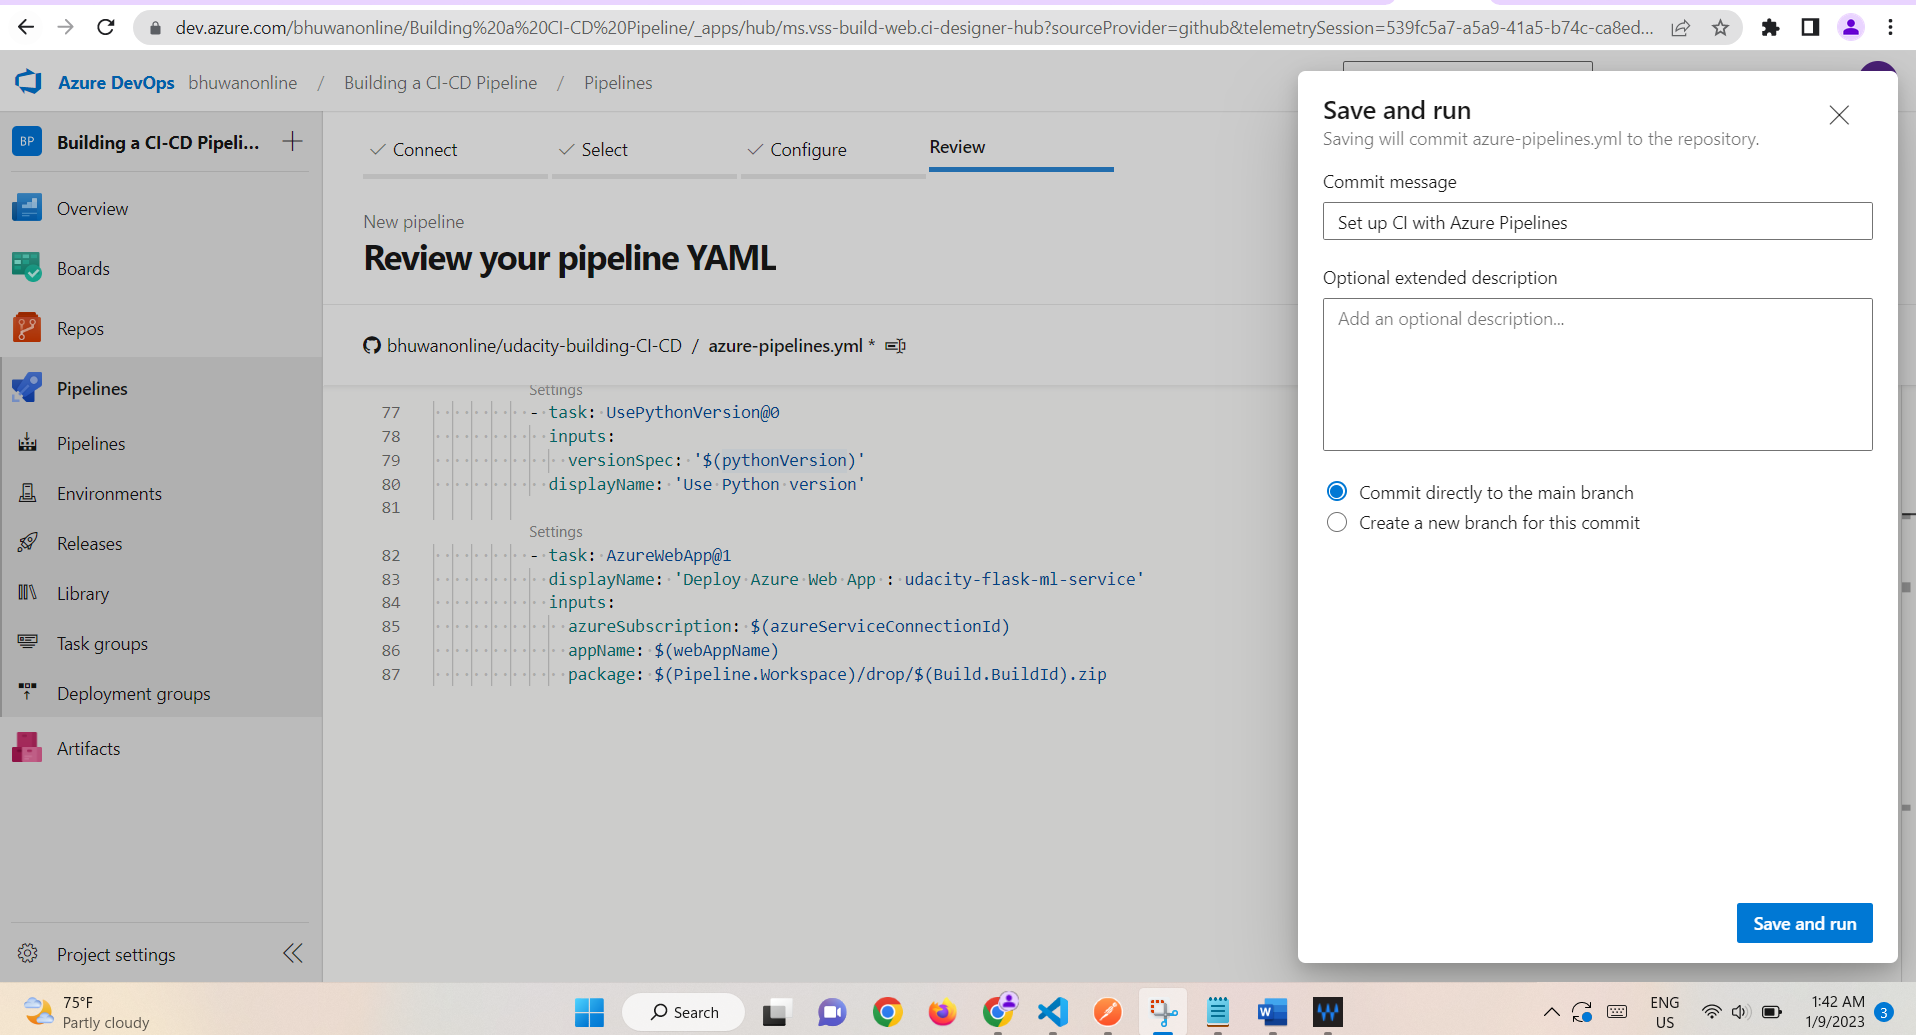 dev.azure.com/bhuwanonline/Building%20a%20CI-CD%20Pipeline/_apps/hub/ms.vss-build-web.ci-designer-hub?sourceProvider=github&telemetrySession=539fc5a7-a5a9-41a5-b74c-ca8ed...
Azure DevOps bhuwanonline / Building a CI-CD Pipeline / Pipelines
BP Building a CI-CD Pipeli...
Overview
Boards
Repos
Pipelines
Pipelines
Environments
Releases
Library
Task groups
Deployment groups
Artifacts
Project settings
Connect Select Configure Review
New pipeline
Review your pipeline YAML
bhuwanonline/udacity-building-CI-CD / azure-pipelines.yml *
Settings
77 - task: UsePythonVersion@0
78 inputs:
79 versionSpec: '$(pythonVersion)'
80 displayName: 'Use Python version'
81
Settings
82 - task: AzureWebApp@1
83 displayName: 'Deploy Azure Web App : udacity-flask-ml-service'
84 inputs:
85 azureSubscription: $(azureServiceConnectionId)
86 appName: $(webAppName)
87 package: $(Pipeline.Workspace)/drop/$(Build.BuildId).zip
Save and run
Saving will commit azure-pipelines.yml to the repository.
Commit message
Set up CI with Azure Pipelines
Optional extended description
Add an optional description...
Commit directly to the main branch
Create a new branch for this commit
Save and run
75°F
Partly cloudy
Search
ENG
US
1:42 AM
1/9/2023
3